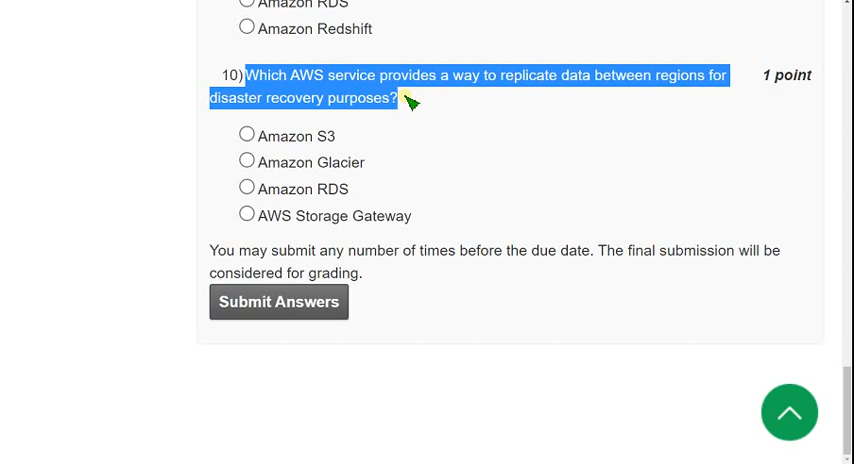 Amazon RDS
Amazon Redshift
10) Which AWS service provides a way to replicate data between regions for 1 point
disaster recovery purposes?
Amazon S3
Amazon Glacier
Amazon RDS
AWS Storage Gateway
You may submit any number of times before the due date. The final submission will be
considered for grading.
Submit Answers